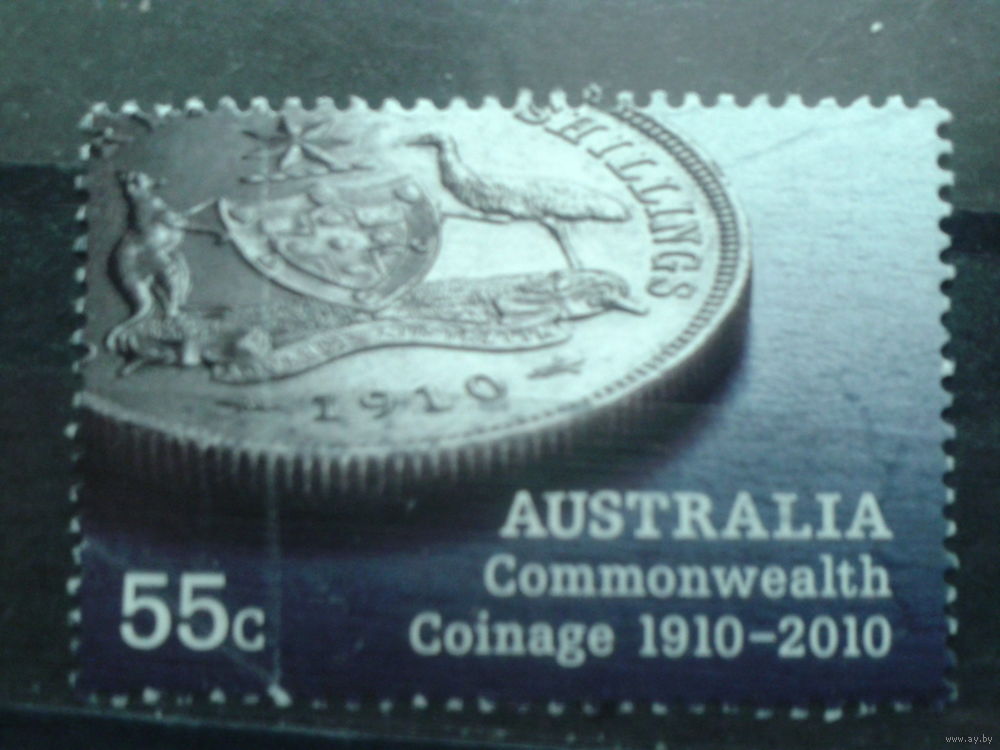 SHILLINGS
1910
AUSTRALIA
Commonwealth
Coinage 1910-2010
55c
www.ay.by